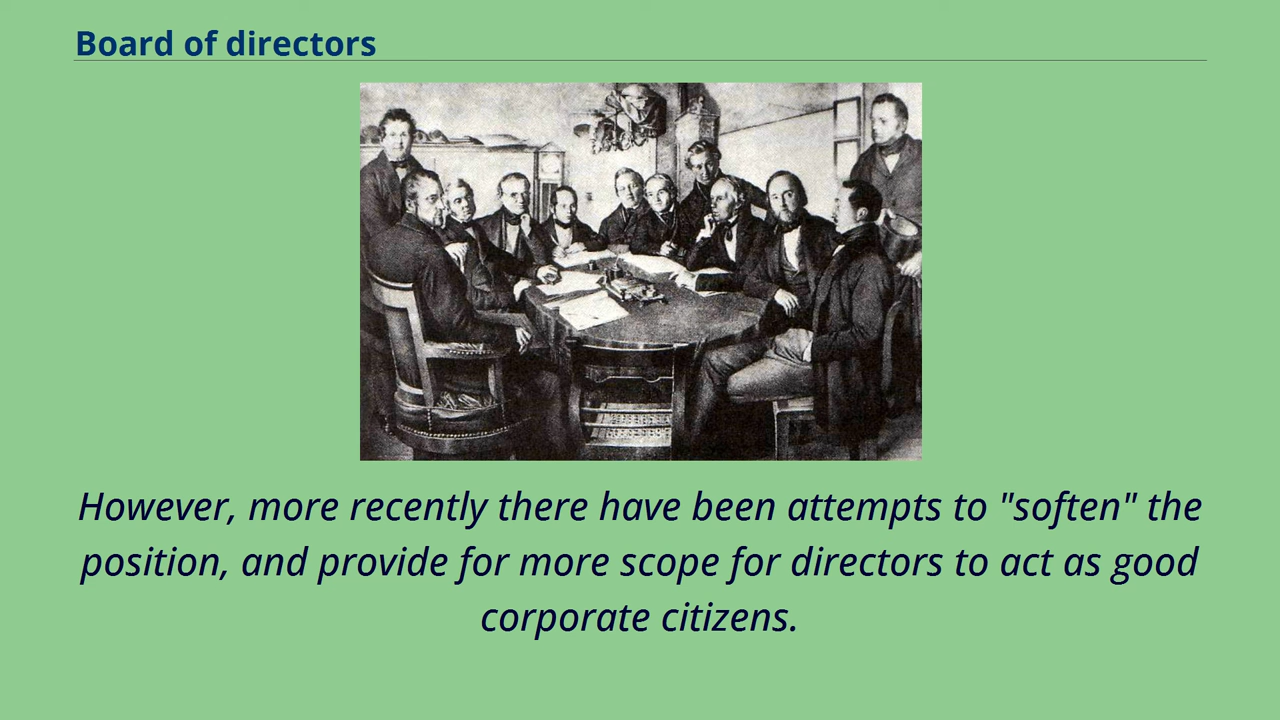 Board of directors
However, more recently there have been attempts to "soften" the
position, and provide for more scope for directors to act as good
corporate citizens.